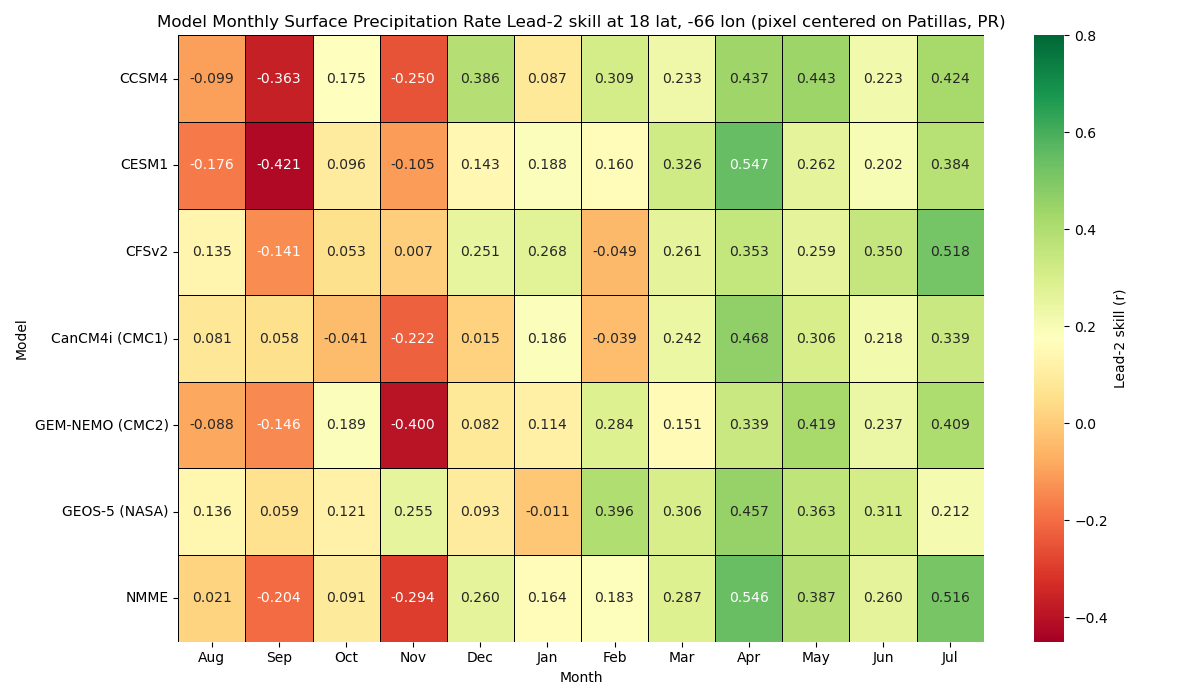 Model Monthly Surface Precipitation Rate Lead-2 skill at 18 lat, -66 lon (pixel centered on Patillas, PR)
CCSM4 -0.099 -0.363 0.175 -0.250 0.386 0.087 0.309 0.233 0.437 0.443 0.223 0.424
CESM1 -0.176 -0.421 0.096 -0.105 0.143 0.188 0.160 0.326 0.547 0.262 0.202 0.384
CFSv2 0.135 -0.141 0.053 0.007 0.251 0.268 -0.049 0.261 0.353 0.259 0.350 0.518
CanCM4i (CMC1) 0.081 0.058 -0.041 -0.222 0.015 0.186 -0.039 0.242 0.468 0.306 0.218 0.339
GEM-NEMO (CMC2) -0.088 -0.146 0.189 -0.400 0.082 0.114 0.284 0.151 0.339 0.419 0.237 0.409
GEOS-5 (NASA) 0.136 0.059 0.121 0.255 0.093 -0.011 0.396 0.306 0.457 0.363 0.311 0.212
NMME 0.021 -0.204 0.091 -0.294 0.260 0.164 0.183 0.287 0.546 0.387 0.260 0.516
Aug Sep Oct Nov Dec Jan Feb Mar Apr May Jun Jul
Month
Model
0.8
0.6
0.4
0.2
0.0
−0.2
−0.4
Lead-2 skill (r)